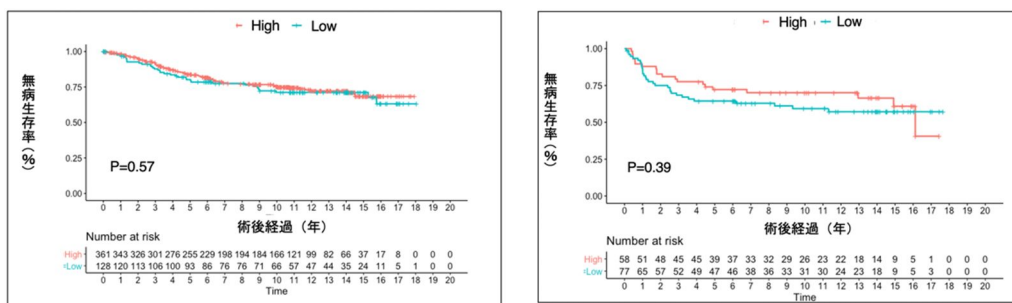 High Low
1.00
0.75
0.50
0.25
0.00
無病生存率(%)
P=0.57
0 1 2 3 4 5 6 7 8 9 10 11 12 13 14 15 16 17 18 19 20
術後経過（年）
Number at risk
High 361 343 326 301 276 255 229 198 194 184 166 121 99 82 66 37 17 8 0 0 0
Low 128 120 113 106 100 93 86 76 76 71 66 57 47 44 35 24 11 5 1 0 0
0 1 2 3 4 5 6 7 8 9 10 11 12 13 14 15 16 17 18 19 20
Time
High Low
1.00
0.75
0.50
0.25
0.00
無病生存率(%)
P=0.39
0 1 2 3 4 5 6 7 8 9 10 11 12 13 14 15 16 17 18 19 20
術後経過（年）
Number at risk
High 58 51 48 45 45 39 37 33 32 29 26 23 22 18 14 9 5 1 0 0 0
Low 77 65 57 52 49 47 46 38 36 33 31 30 24 23 18 9 5 3 0 0 0
0 1 2 3 4 5 6 7 8 9 10 11 12 13 14 15 16 17 18 19 20
Time